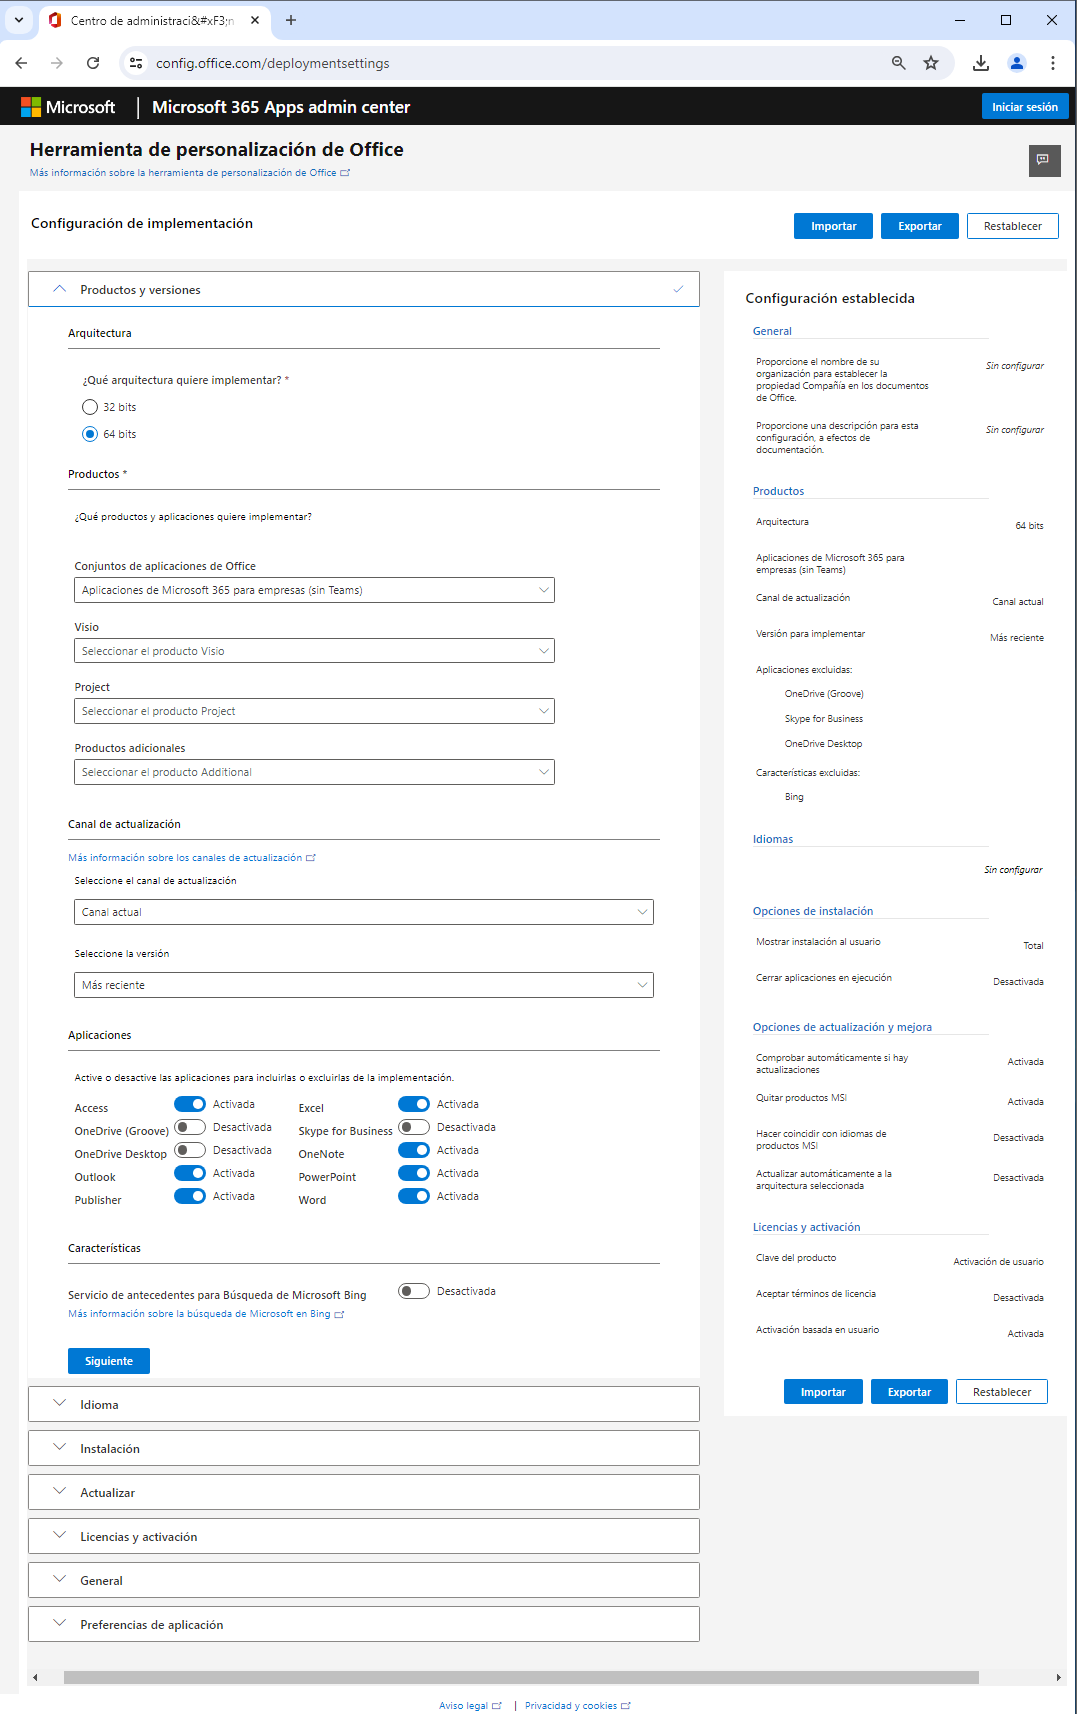 Centro de administraci&#xF3;n
config.office.com/deploymentsettings
Microsoft | Microsoft 365 Apps admin center
Iniciar sesión
Herramienta de personalización de Office
Más información sobre la herramienta de personalización de Office
Configuración de implementación
Importar
Exportar
Restablecer
Productos y versiones
Arquitectura
¿Qué arquitectura quiere implementar? *
32 bits
64 bits
Productos *
¿Qué productos y aplicaciones quiere implementar?
Conjuntos de aplicaciones de Office
Aplicaciones de Microsoft 365 para empresas (sin Teams)
Visio
Seleccionar el producto Visio
Project
Seleccionar el producto Project
Productos adicionales
Seleccionar el producto Additional
Canal de actualización
Más información sobre los canales de actualización
Seleccione el canal de actualización
Canal actual
Seleccione la versión
Más reciente
Aplicaciones
Active o desactive las aplicaciones para incluirlas o excluirlas de la implementación.
Access Activada Excel Activada
OneDrive (Groove) Desactivada Skype for Business Desactivada
OneDrive Desktop Desactivada OneNote Activada
Outlook Activada PowerPoint Activada
Publisher Activada Word Activada
Características
Servicio de antecedentes para Búsqueda de Microsoft Bing Desactivada
Más información sobre la búsqueda de Microsoft en Bing
Siguiente
Idioma
Instalación
Actualizar
Licencias y activación
General
Preferencias de aplicación
Configuración establecida
General
Proporcione el nombre de su
organización para establecer la
propiedad Compañía en los documentos
de Office.
Sin configurar
Proporcione una descripción para esta
configuración, a efectos de
documentación.
Sin configurar
Productos
Arquitectura
64 bits
Aplicaciones de Microsoft 365 para
empresas (sin Teams)
Canal de actualización
Canal actual
Versión para implementar
Más reciente
Aplicaciones excluidas:
OneDrive (Groove)
Skype for Business
OneDrive Desktop
Características excluidas:
Bing
Idiomas
Sin configurar
Opciones de instalación
Mostrar instalación al usuario
Total
Cerrar aplicaciones en ejecución
Desactivada
Opciones de actualización y mejora
Comprobar automáticamente si hay
actualizaciones
Activada
Quitar productos MSI
Activada
Hacer coincidir con idiomas de
productos MSI
Desactivada
Actualizar automáticamente a la
arquitectura seleccionada
Desactivada
Licencias y activación
Clave del producto
Activación de usuario
Aceptar términos de licencia
Desactivada
Activación basada en usuario
Activada
Importar
Exportar
Restablecer
Aviso legal | Privacidad y cookies